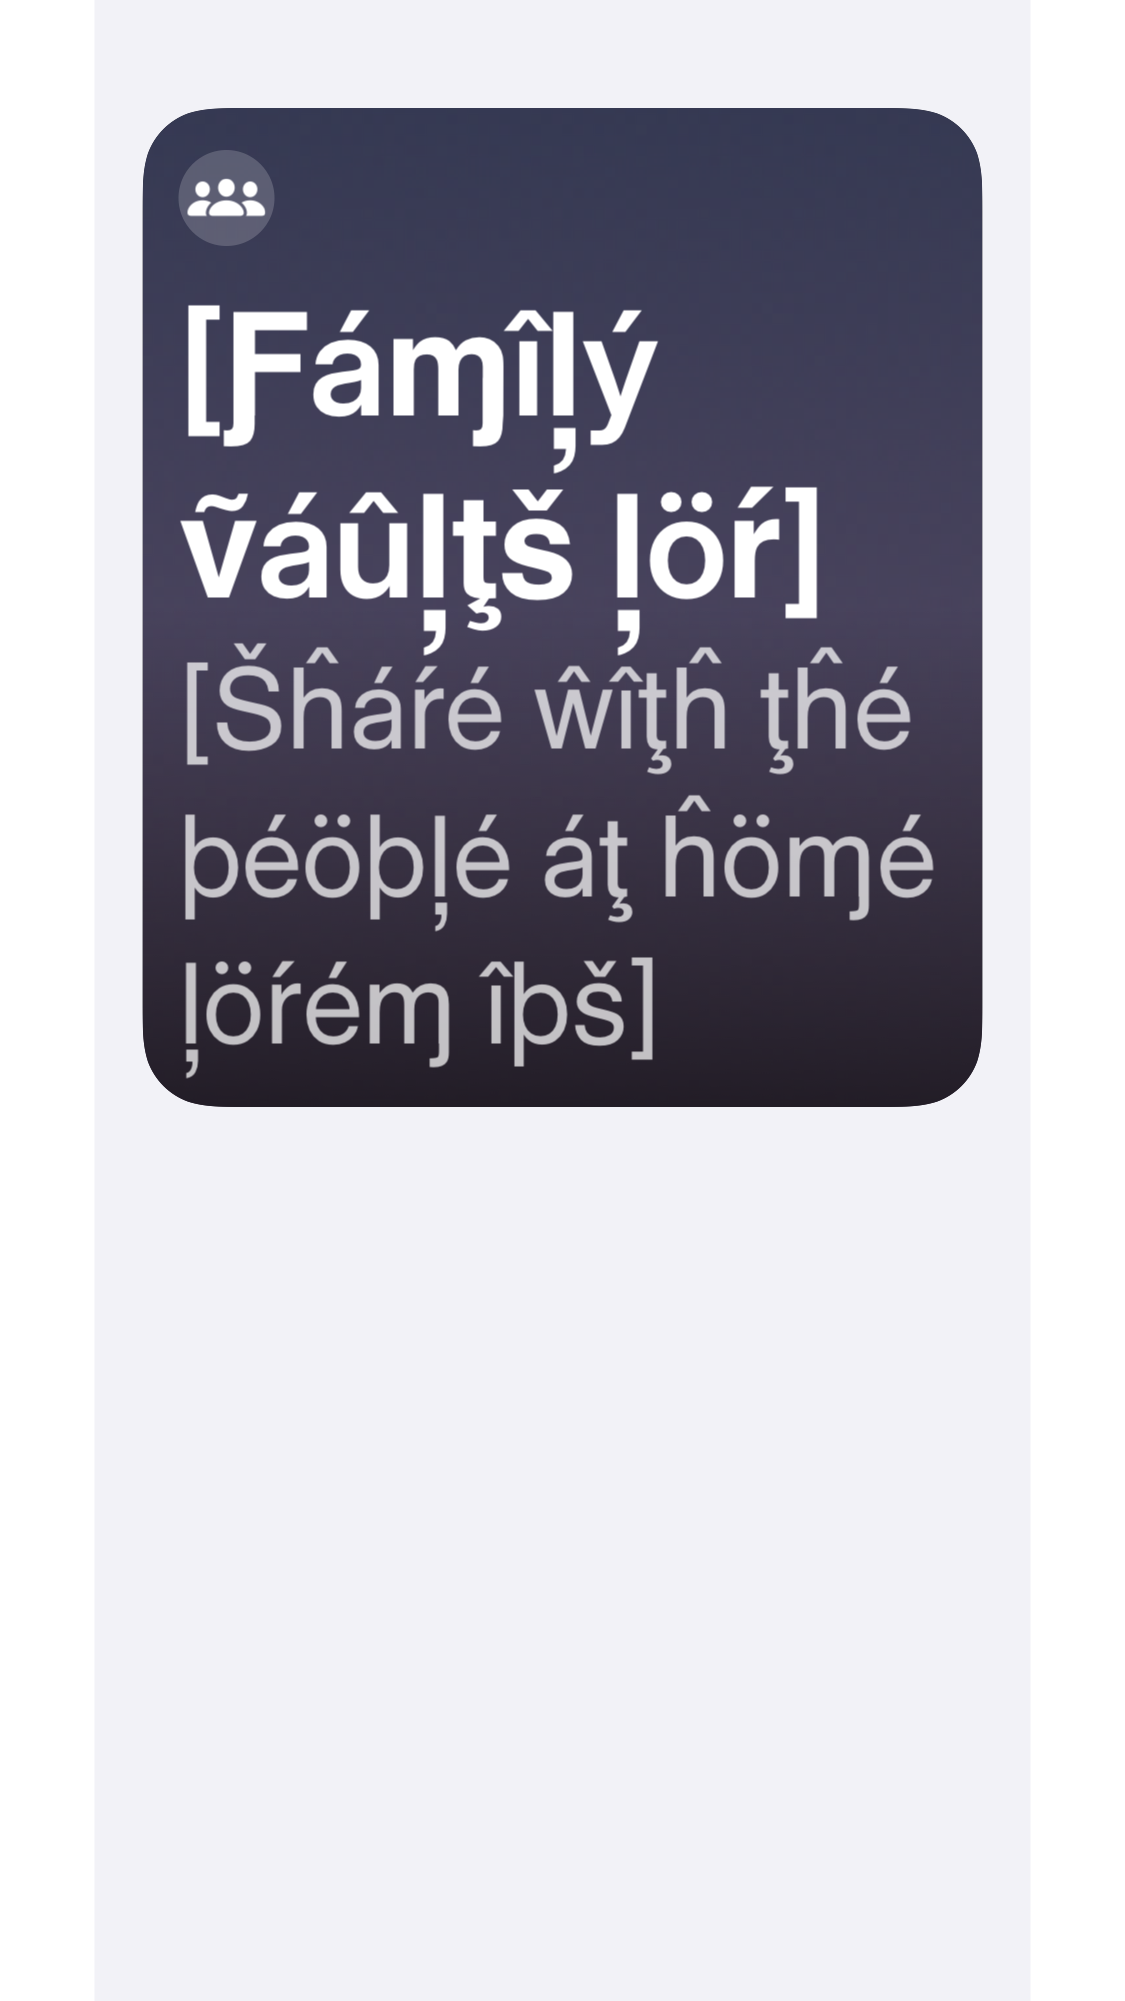 [Ƒáɱîļý
ṽáûļţš ļöŕ]
[Šĥáŕé ŵîţĥ ţĥé
þéöþļé áţ ĥöɱé
ļöŕéɱ îþš]